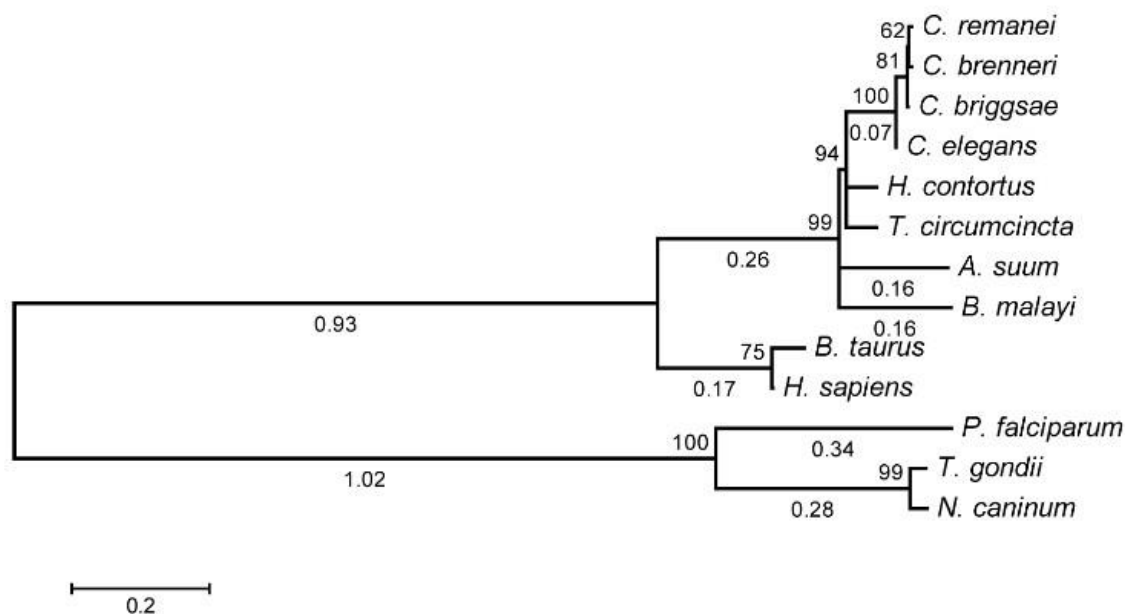 62 C. remanei
81 C. brenneri
100 C. briggsae
0.07 C. elegans
94 H. contortus
99 T. circumcincta
0.26 A. suum
0.16
B. malayi
0.93 0.16
75 B. taurus
0.17 H. sapiens
100 P. falciparum
0.34
1.02 99 T. gondii
0.28 N. caninum
0.2